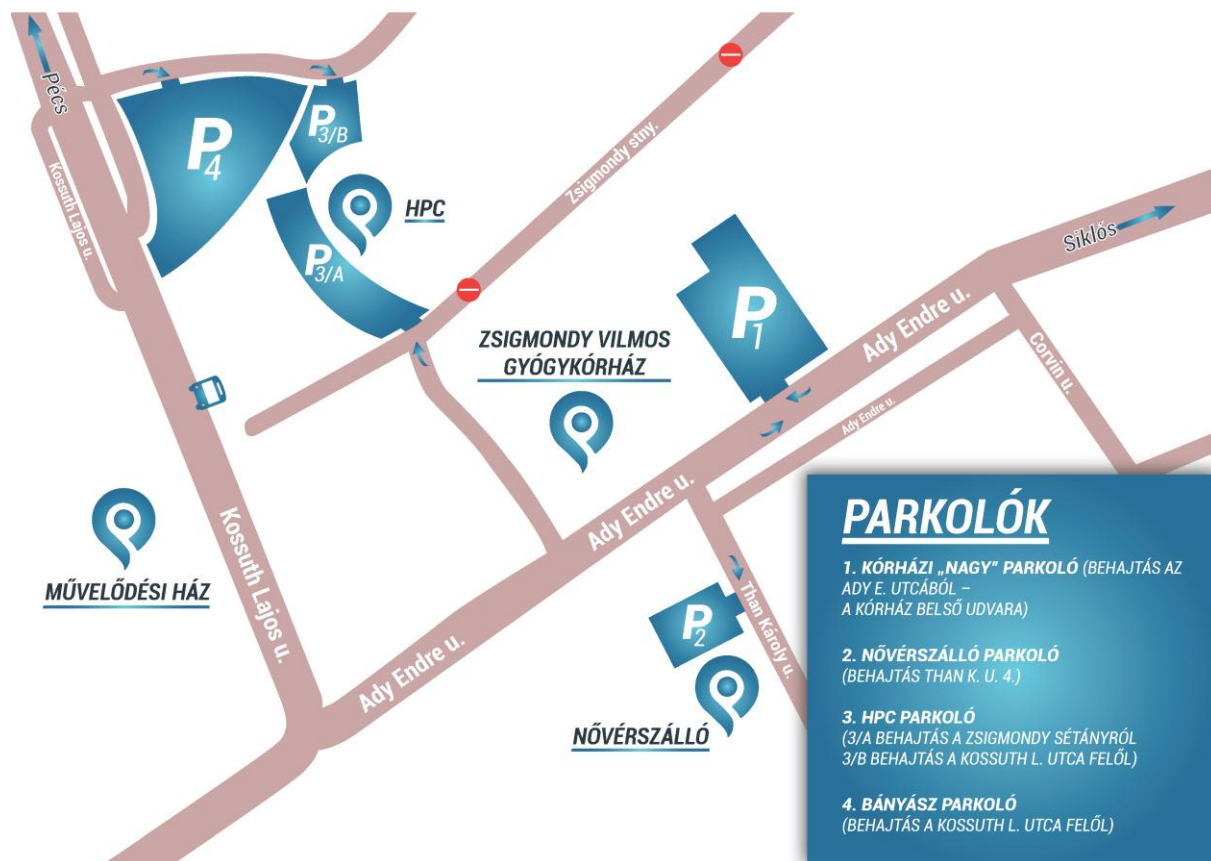 Pécs
Kossuth Lajos u.
P4
P3/B
P3/A
HPC
Zsigmondy stny.
ZSIGMONDY VILMOS
GYÓGYKÓRHÁZ
P1
Ady Endre u.
Siklós
Corvin u.
Ady Endre u.
Ady Endre u.
Kossuth Lajos u.
MŰVELŐDÉSI HÁZ
Ady Endre u.
P2
Than Károly u.
NŐVÉRSZÁLLÓ
PARKOLÓK
1. KÓRHÁZI „NAGY” PARKOLÓ (BEHAJTÁS AZ
ADY E. UTCÁBÓL –
A KÓRHÁZ BELSŐ UDVARA)
2. NŐVÉRSZÁLLÓ PARKOLÓ
(BEHAJTÁS THAN K. U. 4.)
3. HPC PARKOLÓ
(3/A BEHAJTÁS A ZSIGMONDY SÉTÁNYRÓL
3/B BEHAJTÁS A KOSSUTH L. UTCA FELŐL)
4. BÁNYÁSZ PARKOLÓ
(BEHAJTÁS A KOSSUTH L. UTCA FELŐL)